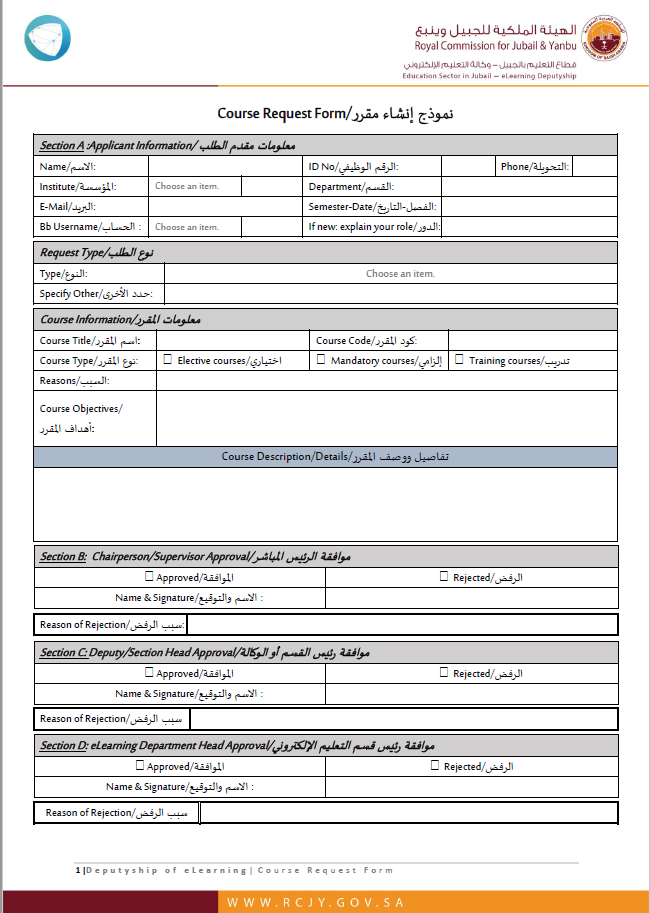 الهيئة الملكية للجبيل وينبع
Royal Commission for Jubail & Yanbu
قطاع التعليم بالجبيل – وكالة التعليم الإلكتروني
Education Sector in Jubail — eLearning Deputyship
Course Request Form/نموذج إنشاء مقرر
Section A :Applicant Information/ معلومات مقدم الطلب
Name/الاسم: ID No/الرقم الوظيفي: Phone/التحويلة:
Institute/المؤسسة: Choose an item. Department/القسم:
E-Mail/البريد: Semester-Date/الفصل-التاريخ:
Bb Username/الحساب : Choose an item. If new: explain your role/الدور:
Request Type/نوع الطلب
Type/النوع: Choose an item.
Specify Other/حدد الأخرى:
Course Information/معلومات المقرر
Course Title/اسم المقرر: Course Code/كود المقرر:
Course Type/نوع المقرر: ☐ Elective courses/اختياري ☐ Mandatory courses/إلزامي ☐ Training courses/تدريب
Reasons/السبب:
Course Objectives/
أهداف المقرر:
Course Description/Details/تفاصيل ووصف المقرر
Section B: Chairperson/Supervisor Approval/موافقة الرئيس المباشر
☐ Approved/الموافقة ☐ Rejected/الرفض
Name & Signature/الاسم والتوقيع :
Reason of Rejection/سبب الرفض:
Section C: Deputy/Section Head Approval/موافقة رئيس القسم أو الوكالة
☐ Approved/الموافقة ☐ Rejected/الرفض
Name & Signature/الاسم والتوقيع :
Reason of Rejection/سبب الرفض
Section D: eLearning Department Head Approval/موافقة رئيس قسم التعليم الإلكتروني
☐ Approved/الموافقة ☐ Rejected/الرفض
Name & Signature/الاسم والتوقيع :
Reason of Rejection/سبب الرفض
1|Deputyship of eLearning| Course Request Form
WWW.RCJY.GOV.SA